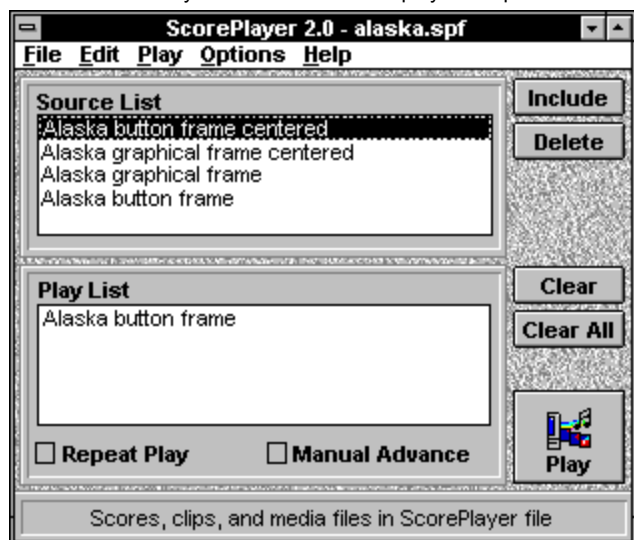 ScorePlayer 2.0 - alaska.spf
File Edit Play Options Help
Source List
Alaska button frame centered
Alaska graphical frame centered
Alaska graphical frame
Alaska button frame
Include
Delete
Play List
Alaska button frame
Clear
Clear All
Repeat Play
Manual Advance
Play
Scores, clips, and media files in ScorePlayer file